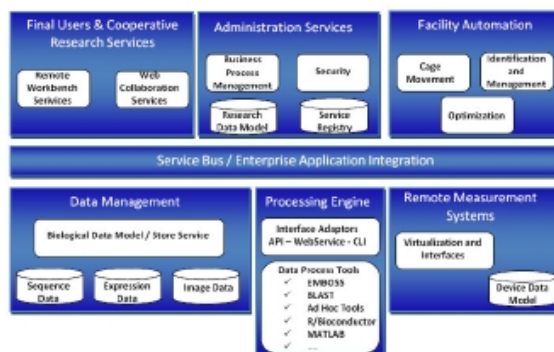 Final Users & Cooperative
Research Services
Remote
Workbench
Services
Web
Collaboration
Services
Administration Services
Business
Process
Management
Security
Research
Data Model
Service
Registry
Facility Automation
Cage
Movement
Identification
and
Management
Optimization
Service Bus / Enterprise Application Integration
Data Management
Biological Data Model / Store Service
Sequence
Data
Expression
Data
Image Data
Processing Engine
Interface Adaptors
API – WebService - CLI
Data Process Tools
✓ EMBOSS
✓ BLAST
✓ Ad Hoc Tools
✓ R/Bioconductor
✓ MATLAB
✓ ...
Remote Measurement
Systems
Virtualization and
Interfaces
Device Data
Model